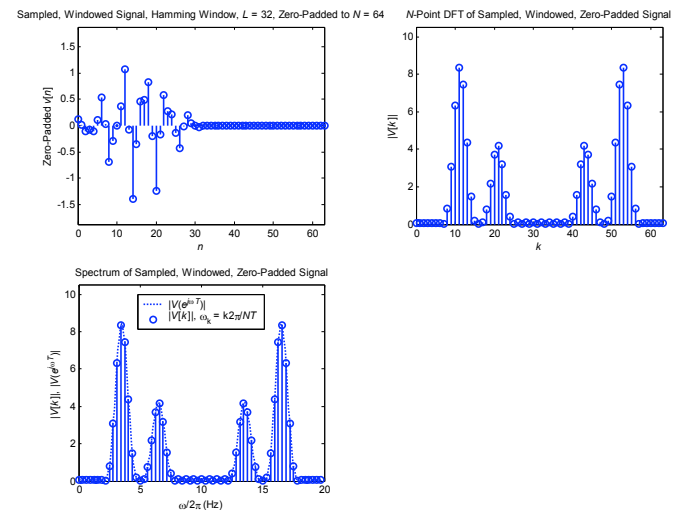 Sampled, Windowed Signal, Hamming Window, L = 32, Zero-Padded to N = 64
1.5
1
0.5
0
-0.5
-1
-1.5
Zero-Padded v[n]
0 10 20 30 40 50 60
n
N-Point DFT of Sampled, Windowed, Zero-Padded Signal
10
8
6
4
2
0
|V[k]|
0 10 20 30 40 50 60
k
Spectrum of Sampled, Windowed, Zero-Padded Signal
|V(e^{jωT})|
|V[k]|, ω_k = k2π/NT
10
8
6
4
2
0
|V[k]|, |V(e^{jωT})|
0 5 10 15 20
ω/2π (Hz)